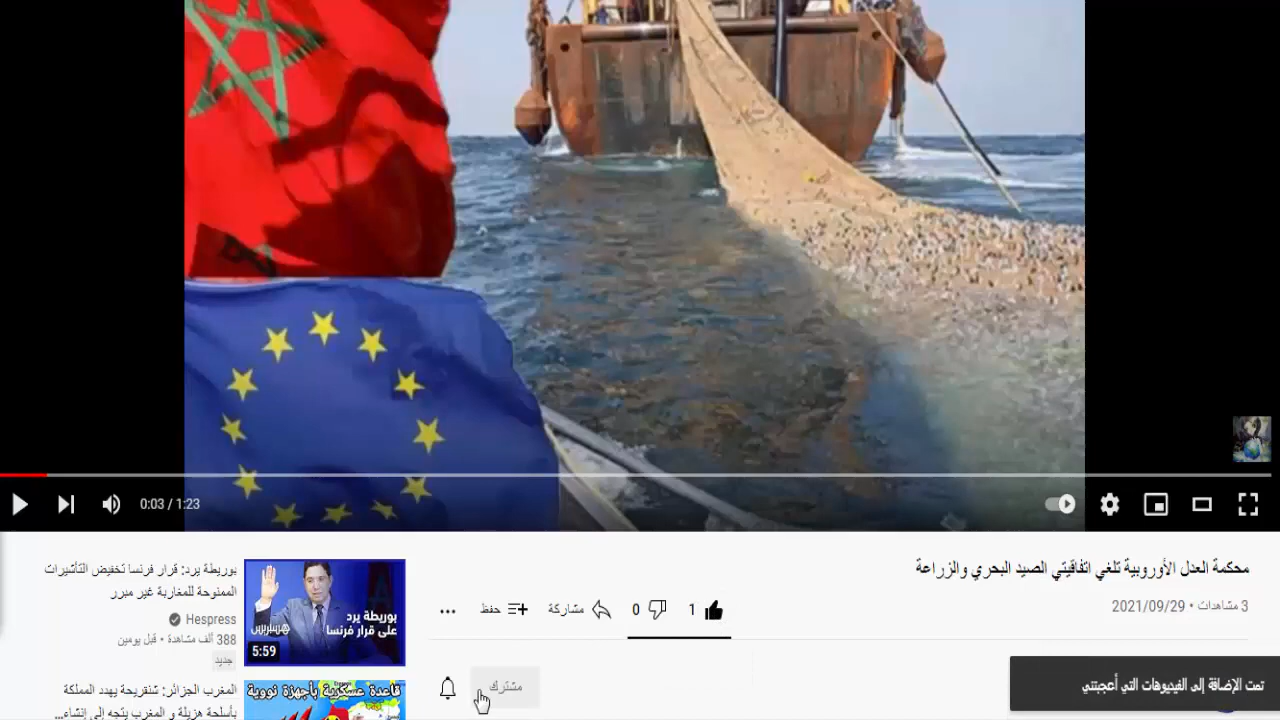 0:03 / 1:23
محكمة العدل الأوروبية تلغي اتفاقيتي الصيد البحري والزراعة
3 مشاهدات • 2021/09/29
1
0
مشاركة
حفظ
مشترك
تمت الإضافة إلى الفيديوهات التي أعجبتني
بوريطة يرد
على قرار فرنسا
هسبريس
5:59
بوريطة يرد: قرار فرنسا تخفيض التأشيرات
الممنوحة للمغاربة غير مبرر
Hespress
388 ألف مشاهدة • قبل يومين
جديد
قاعدة عسكرية بأجهزة نووية
المغرب الجزائر: شنقريحة يهدد المملكة
بأسلحة هزيلة و المغرب يتجه إلى إنشاء...